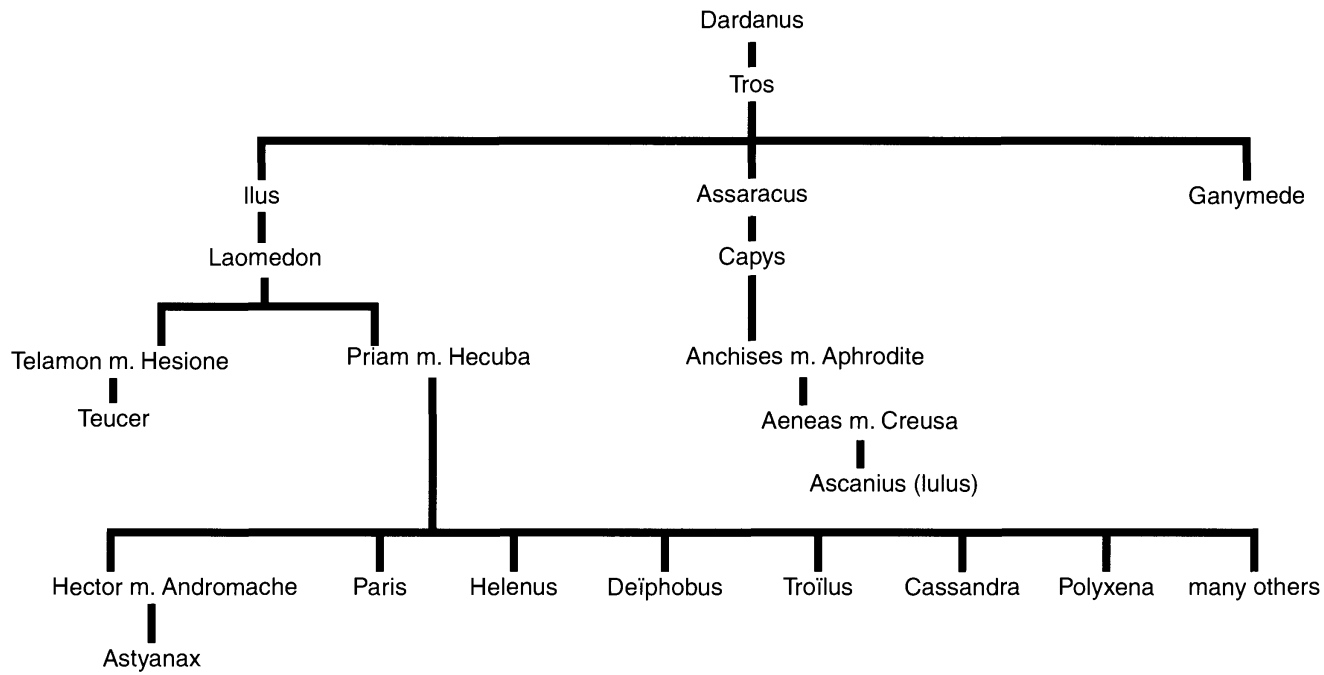 Dardanus
Tros
Ilus Assaracus Ganymede
Laomedon Capys
Telamon m. Hesione Priam m. Hecuba Anchises m. Aphrodite
Teucer Aeneas m. Creusa
Ascanius (Iulus)
Hector m. Andromache Paris Helenus Deïphobus Troïlus Cassandra Polyxena many others
Astyanax